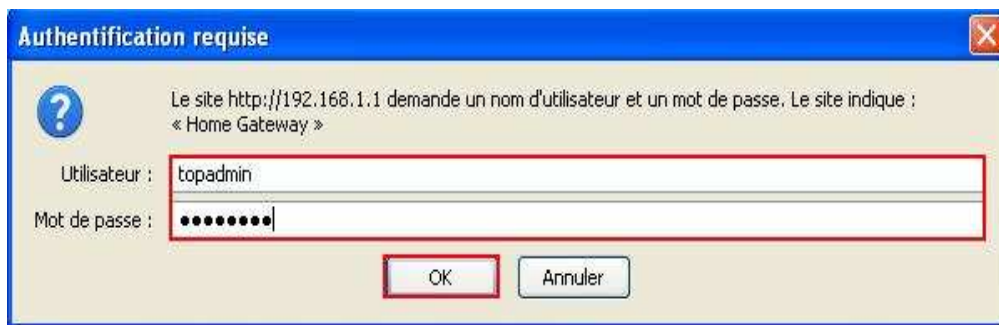 Authentification requise
Le site http://192.168.1.1 demande un nom d'utilisateur et un mot de passe. Le site indique :
« Home Gateway »
Utilisateur : topadmin
Mot de passe : ●●●●●●●●
OK Annuler